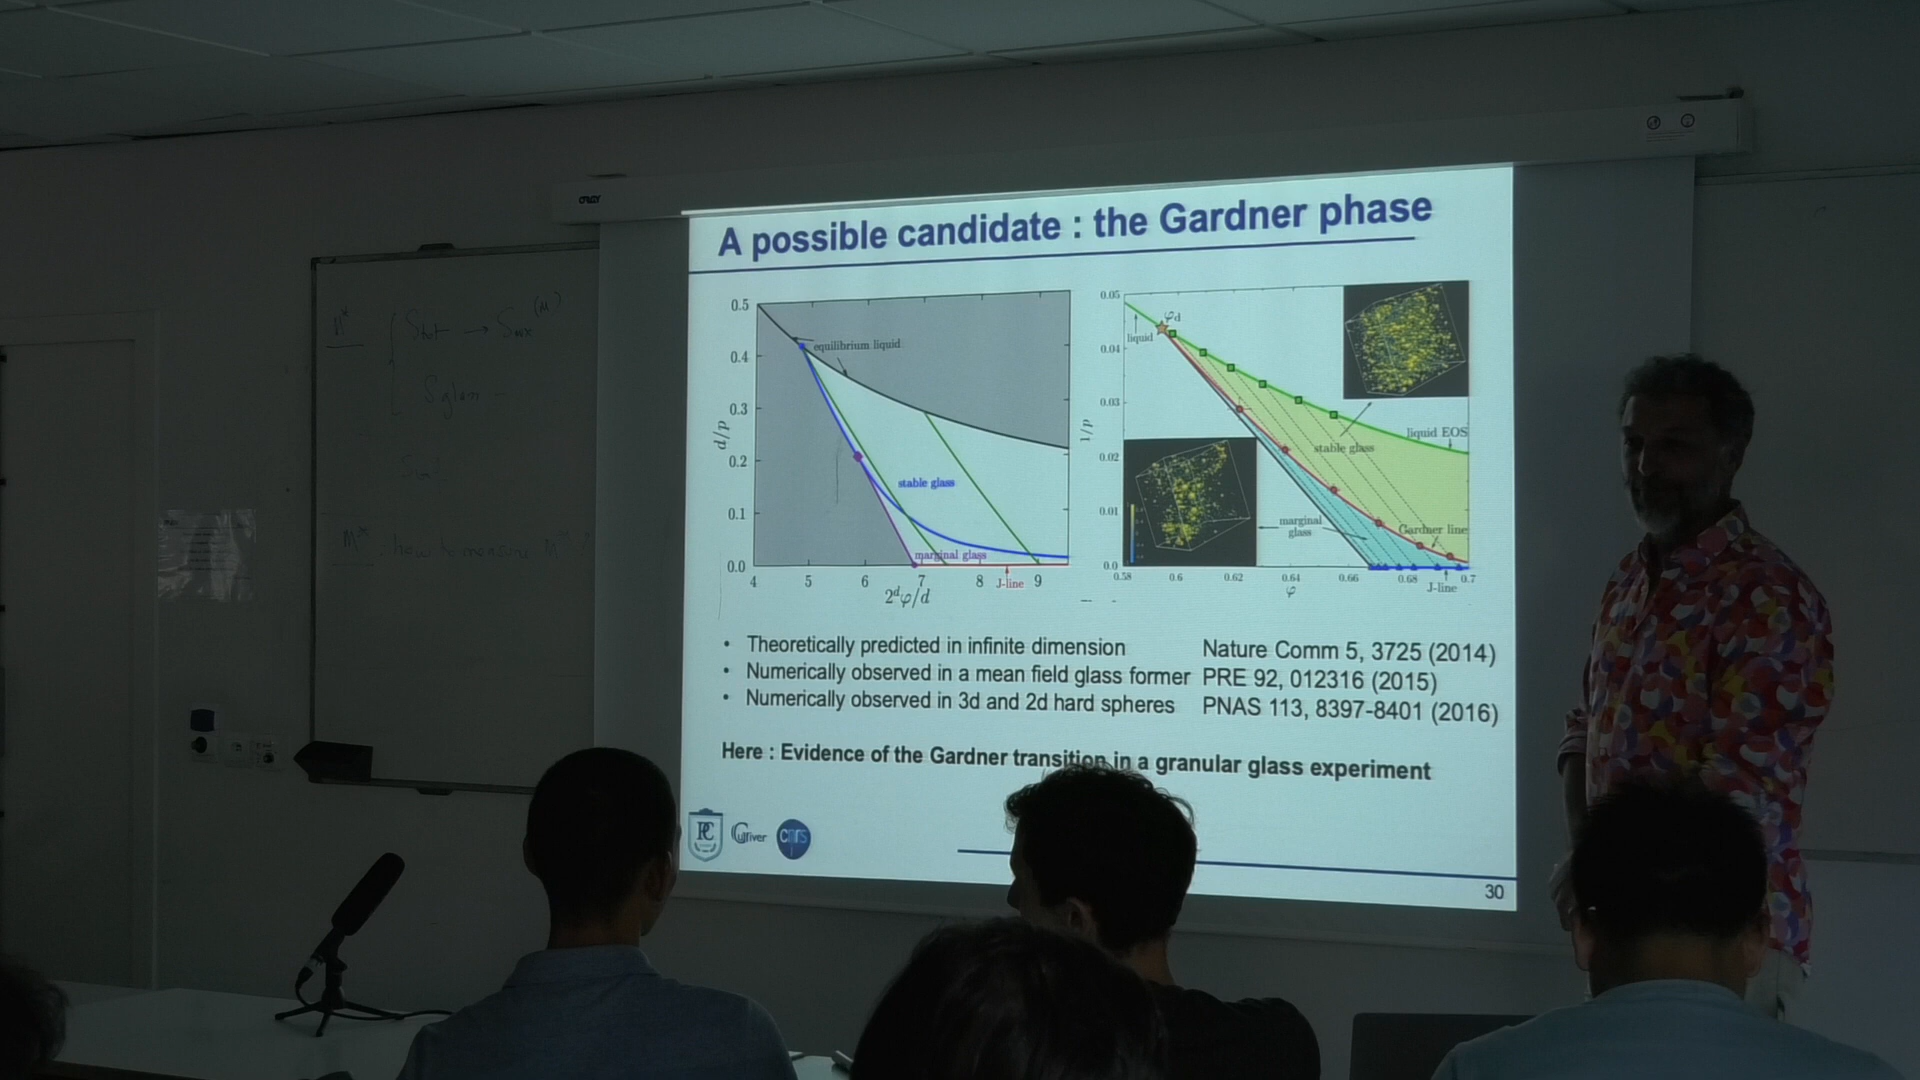 A possible candidate : the Gardner phase
0.5
0.4
0.3
0.2
0.1
0.0
d/p
4 5 6 7 8 9
2^dφ/d
equilibrium liquid
stable glass
marginal glass
J-line
0.05
0.04
0.03
0.02
0.01
0.0
1/p
0.58 0.6 0.62 0.64 0.66 0.68 0.7
φ
liquid
φd
stable glass
liquid EOS
marginal
glass
Gardner line
J-line
• Theoretically predicted in infinite dimension Nature Comm 5, 3725 (2014)
• Numerically observed in a mean field glass former PRE 92, 012316 (2015)
• Numerically observed in 3d and 2d hard spheres PNAS 113, 8397-8401 (2016)
Here : Evidence of the Gardner transition in a granular glass experiment
PC
Gulliver
cnrs
30
oray